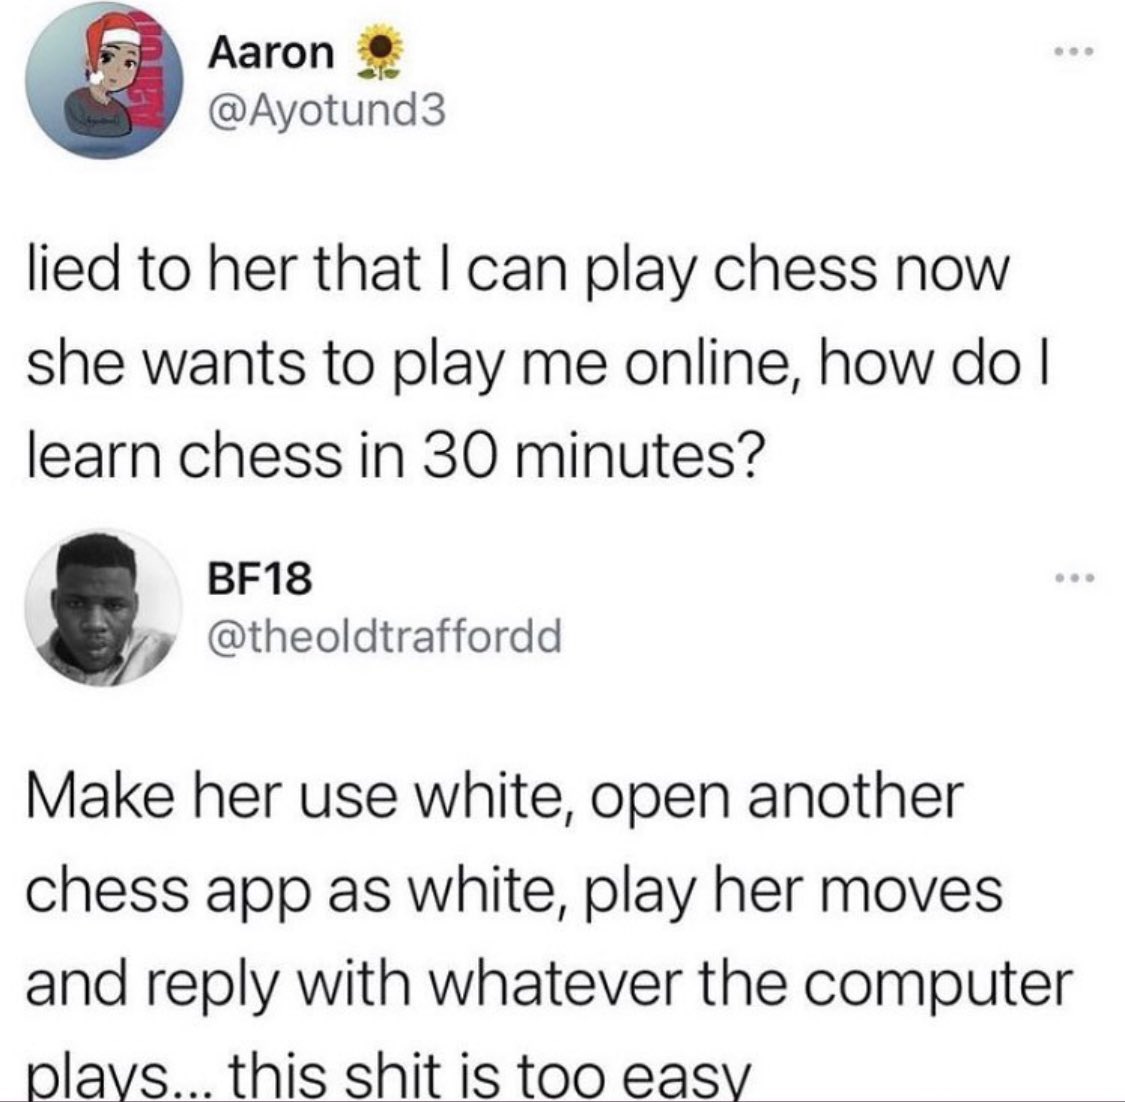 Aaron 🌻
@Ayotund3
lied to her that I can play chess now
she wants to play me online, how do I
learn chess in 30 minutes?
BF18
@theoldtraffordd
Make her use white, open another
chess app as white, play her moves
and reply with whatever the computer
plays... this shit is too easy